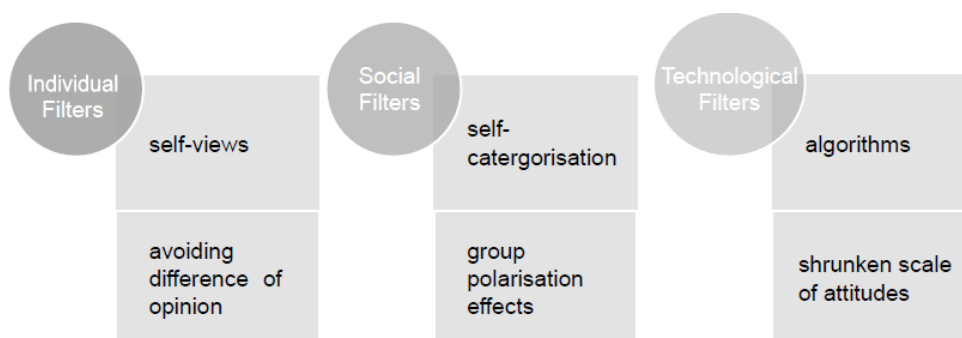 Individual
Filters
self-views
avoiding
difference of
opinion
Social
Filters
self-
catergorisation
group
polarisation
effects
Technological
Filters
algorithms
shrunken scale
of attitudes